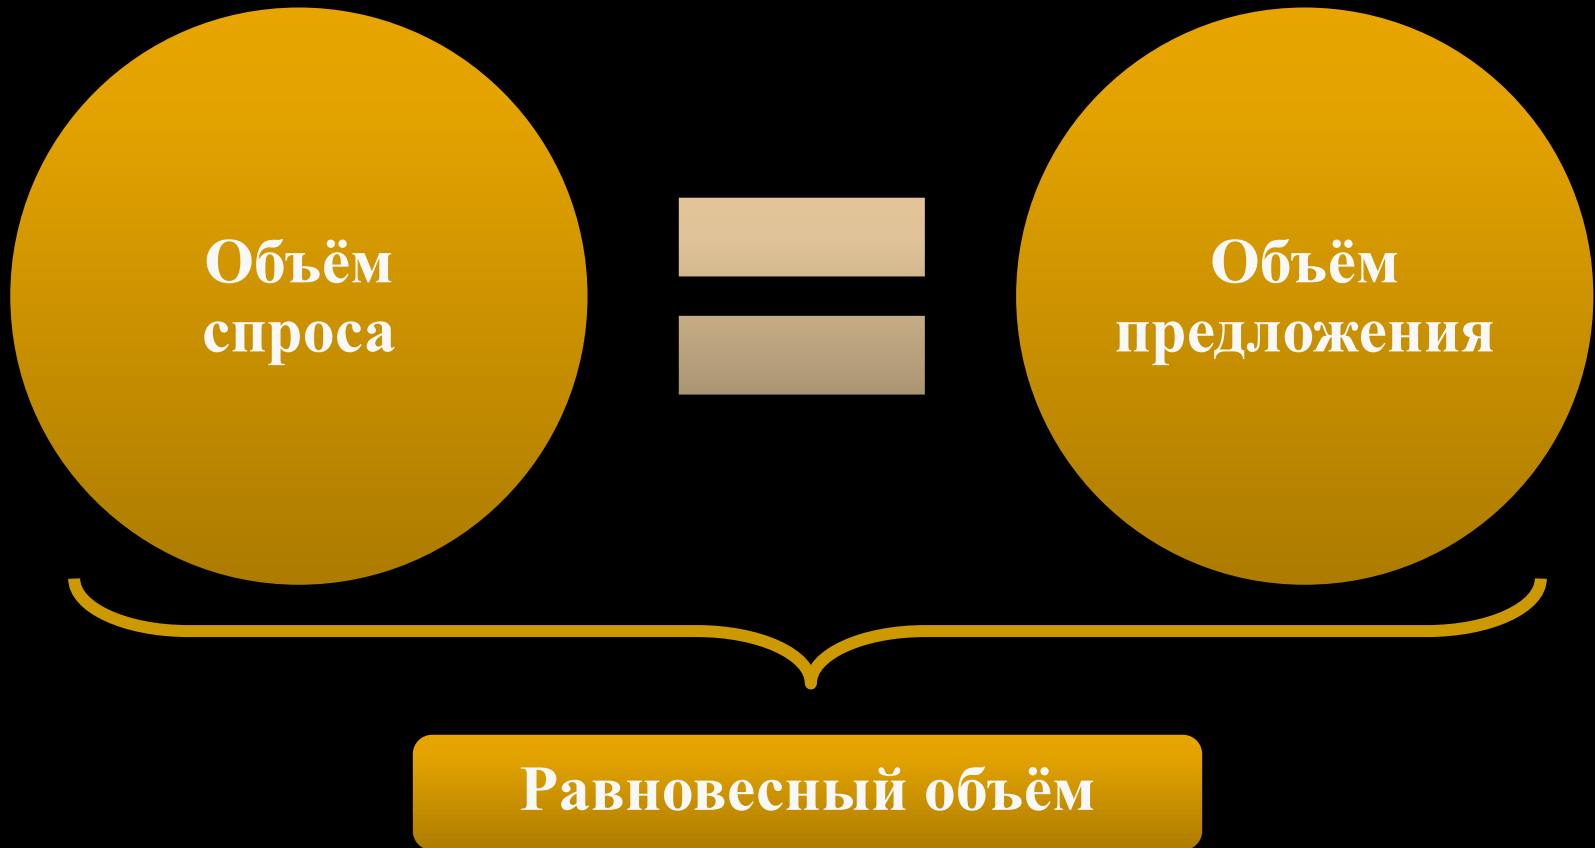 Объём
спроса
Объём
предложения
Равновесный объём